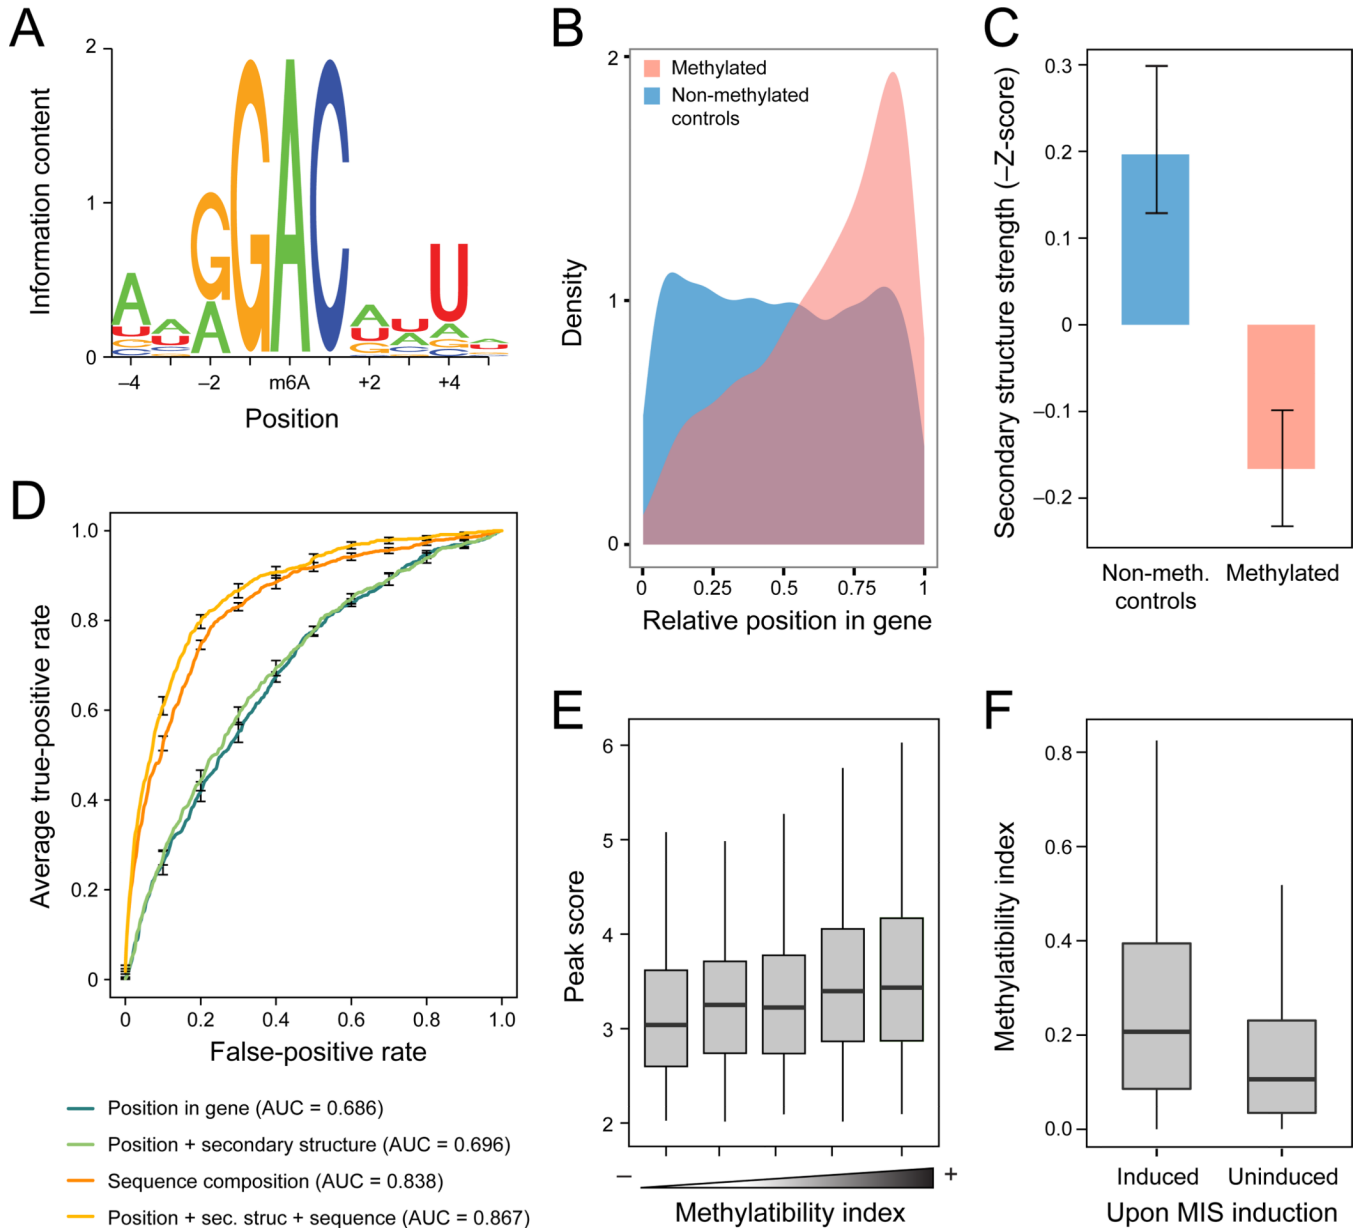 A
2
1
0
Information content
A
U
G
C
A
U
C
G
A
G
A
C
A
U
G
U
A
C
U
A
G
C
A
–4
–2
m6A
+2
+4
Position
B
2
1
0
Density
Methylated
Non-methylated
controls
0
0.25
0.5
0.75
1
Relative position in gene
C
0.3
0.2
0.1
0
–0.1
–0.2
Secondary structure strength (–Z-score)
Non-meth.
controls
Methylated
D
1.0
0.8
0.6
0.4
0.2
0
Average true-positive rate
0
0.2
0.4
0.6
0.8
1.0
False-positive rate
Position in gene (AUC = 0.686)
Position + secondary structure (AUC = 0.696)
Sequence composition (AUC = 0.838)
Position + sec. struc + sequence (AUC = 0.867)
E
6
5
4
3
2
Peak score
–
+
Methylatibility index
F
0.8
0.6
0.4
0.2
0.0
Methylatibility index
Induced
Uninduced
Upon MIS induction